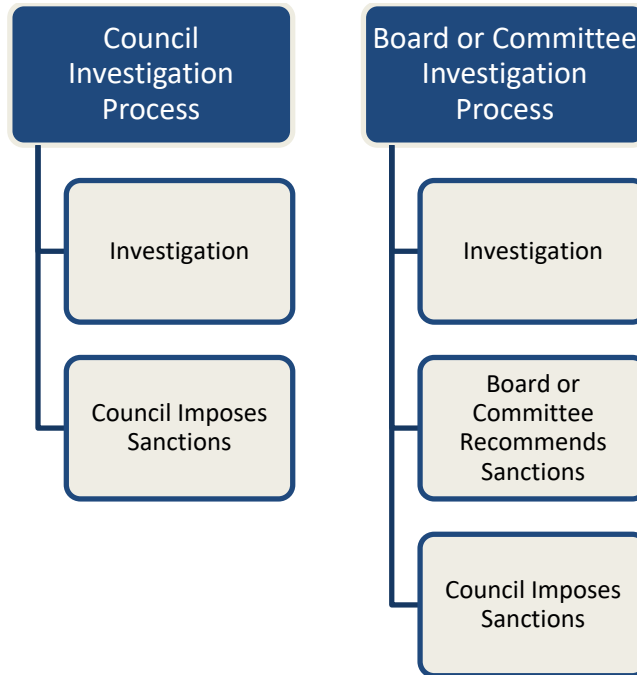 Council
Investigation
Process
Investigation
Council Imposes
Sanctions
Board or Committee
Investigation
Process
Investigation
Board or
Committee
Recommends
Sanctions
Council Imposes
Sanctions